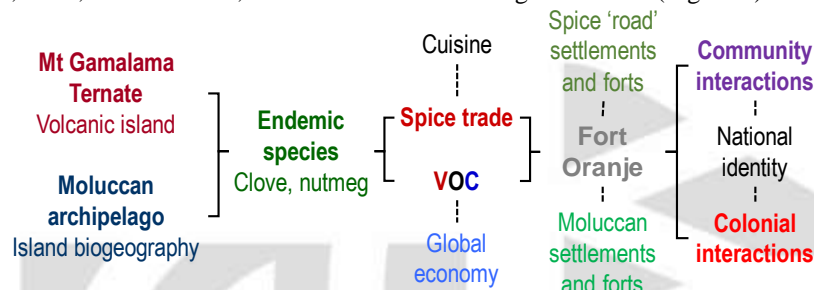 Mt Gamalama
Ternate
Volcanic island
Moluccan
archipelago
Island biogeography
Endemic
species
Clove, nutmeg
Cuisine
Spice trade
VOC
Global
economy
Spice ‘road’
settlements
and forts
Fort
Oranje
Moluccan
settlements
and forts
Community
interactions
National
identity
Colonial
interactions